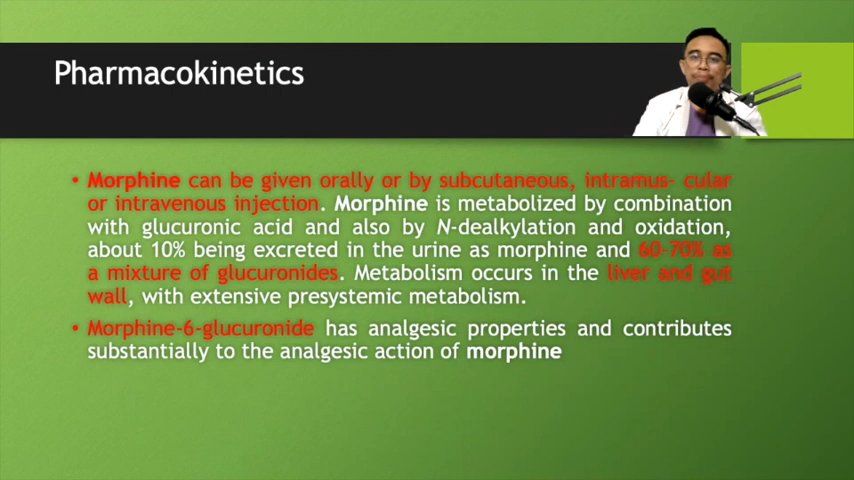 Pharmacokinetics
• Morphine can be given orally or by subcutaneous, intramus- cular
or intravenous injection. Morphine is metabolized by combination
with glucuronic acid and also by N-dealkylation and oxidation,
about 10% being excreted in the urine as morphine and 60-70% as
a mixture of glucuronides. Metabolism occurs in the liver and gut
wall, with extensive presystemic metabolism.
• Morphine-6-glucuronide has analgesic properties and contributes
substantially to the analgesic action of morphine